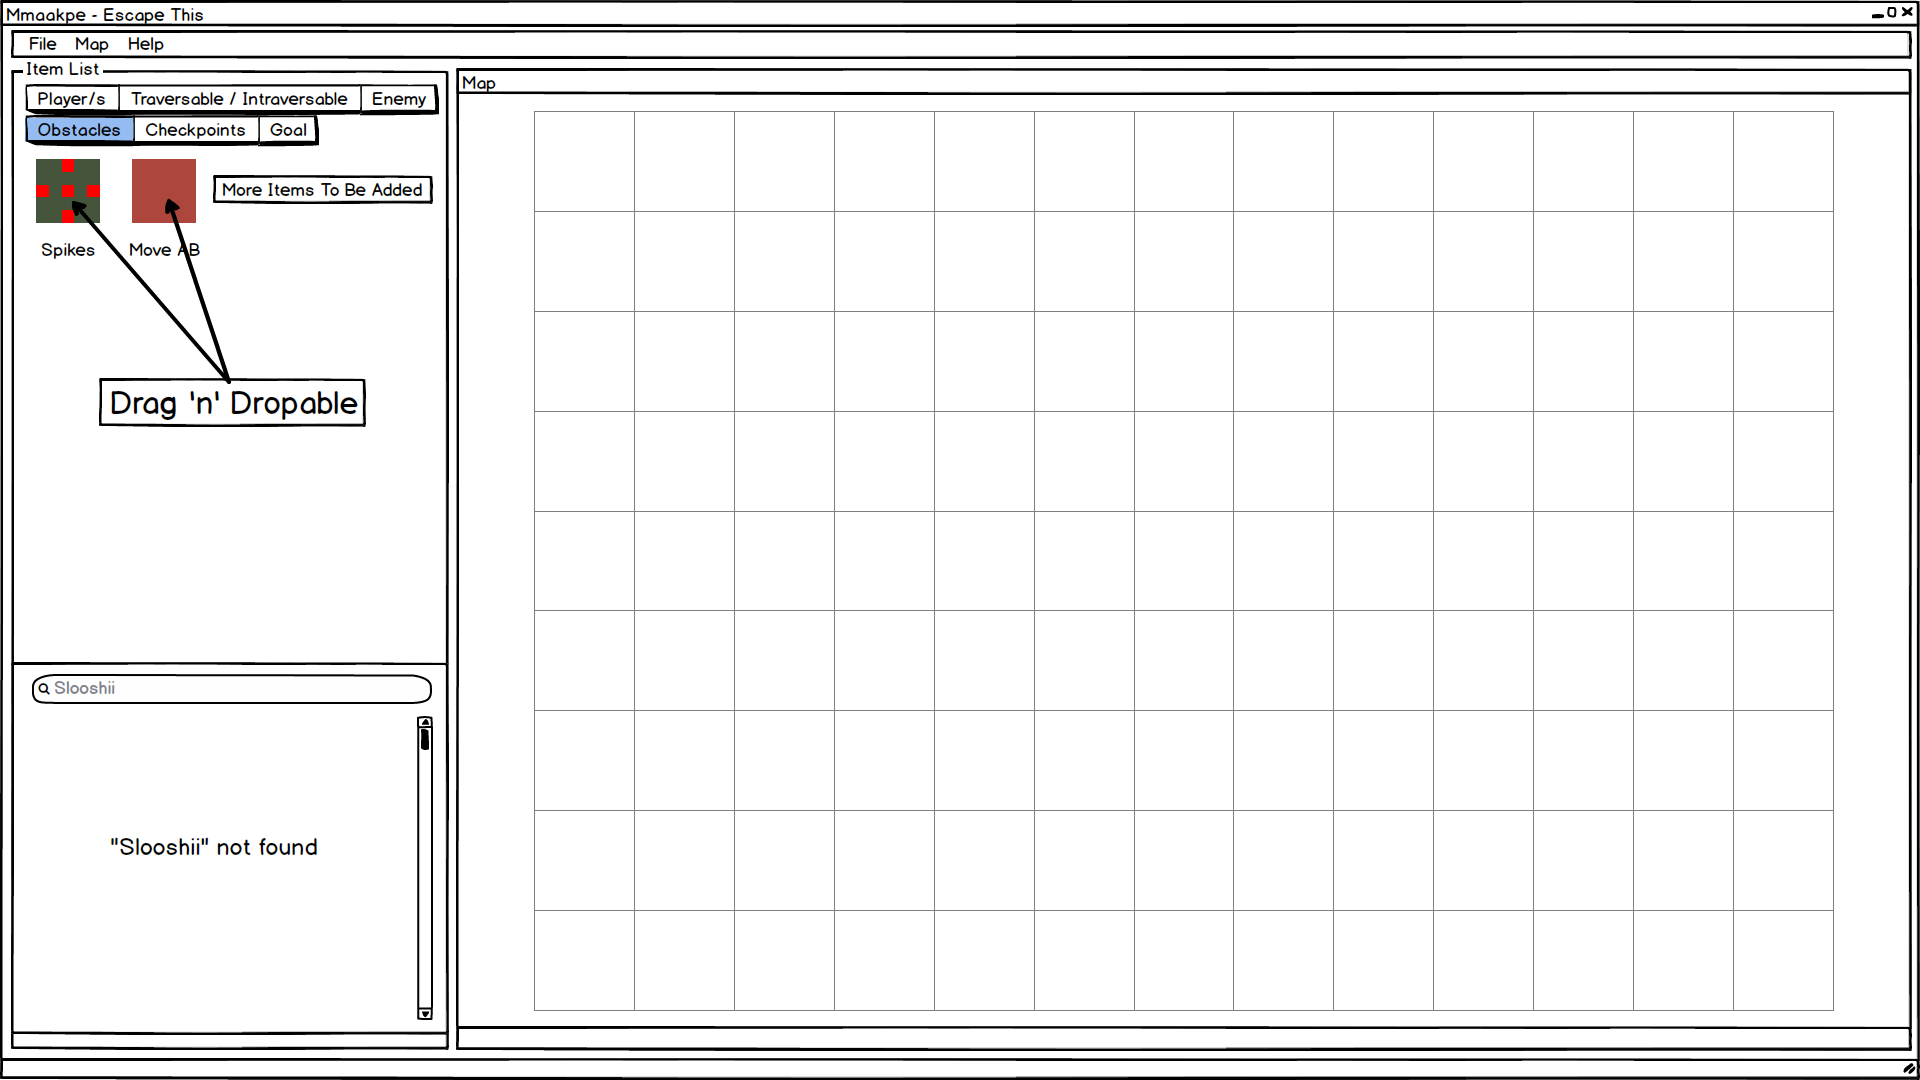 Mmaakpe - Escape This
File Map Help
Item List
Player/s Traversable / Intraversable Enemy
Obstacles Checkpoints Goal
More Items To Be Added
Spikes Move AB
Drag 'n' Dropable
Slooshii
"Slooshii" not found
Map